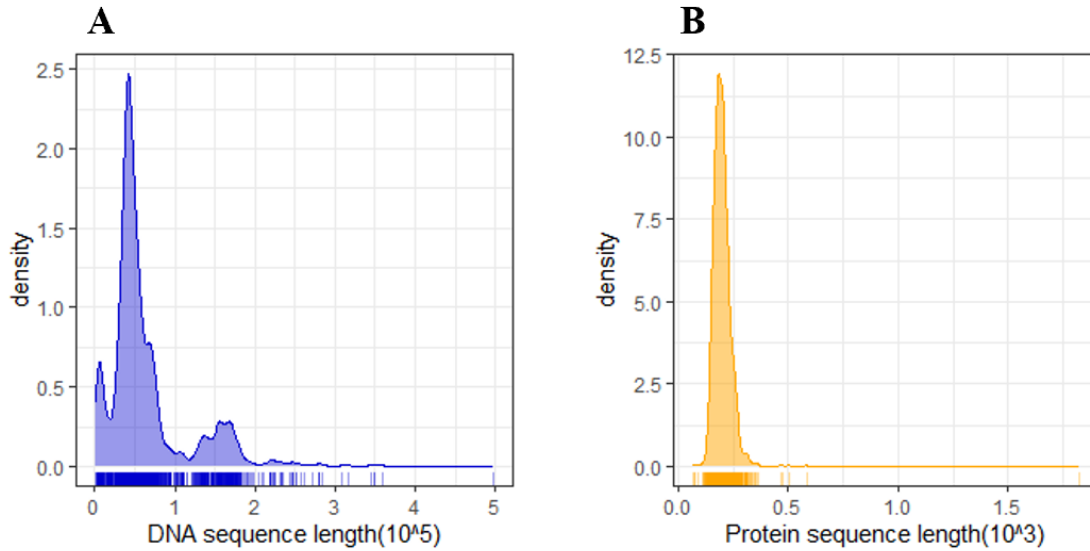 A
2.5
2.0
1.5
1.0
0.5
0.0
density
0 1 2 3 4 5
DNA sequence length(10^5)
B
12.5
10.0
7.5
5.0
2.5
0.0
density
0.0 0.5 1.0 1.5
Protein sequence length(10^3)